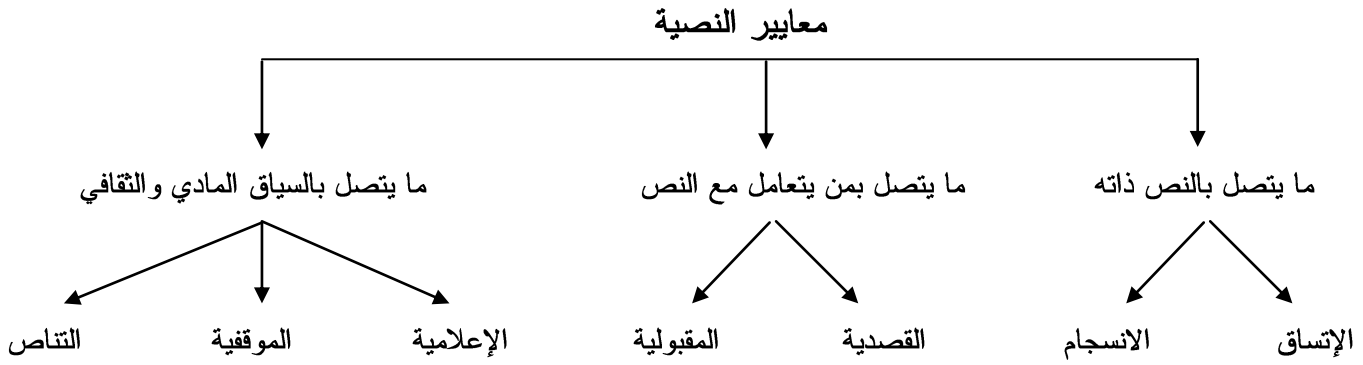 معايير النصية
ما يتصل بالنص ذاته ما يتصل بمن يتعامل مع النص ما يتصل بالسياق المادي والثقافي
الإتساق الانسجام القصدية المقبولية الإعلامية الموقفية التناص